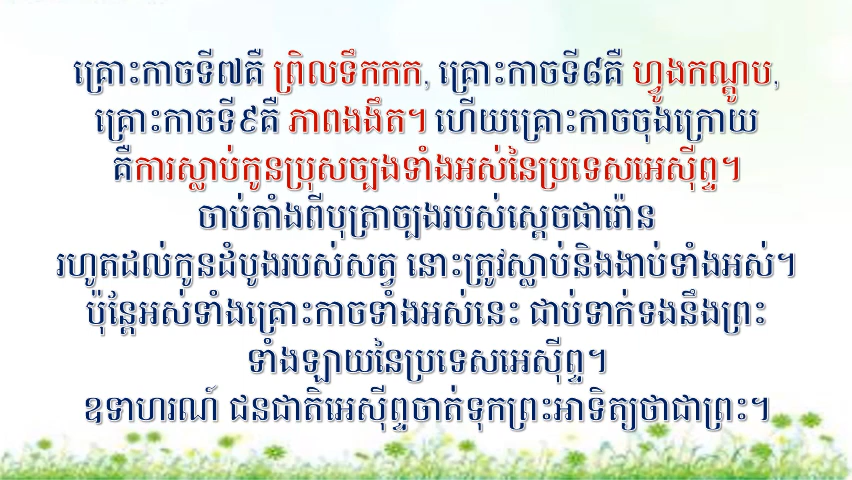 គ្រោះកាចទី៧គឺ ព្រិលទឹកកក, គ្រោះកាចទី៨គឺ ហ្វូងកណ្ដូប,
គ្រោះកាចទី៩គឺ ភាពងងឹត។ ហើយគ្រោះកាចចុងក្រោយ
គឺការស្លាប់កូនប្រុសច្បងទាំងអស់នៃប្រទេសអេស៊ីព្ទ។
ចាប់តាំងពីបុត្រាច្បងរបស់ស្ដេចផារ៉ោន
រហូតដល់កូនដំបូងរបស់សត្វ នោះត្រូវស្លាប់និងងាប់ទាំងអស់។
ប៉ុន្តែអស់ទាំងគ្រោះកាចទាំងអស់នេះ ជាប់ទាក់ទងនឹងព្រះ
ទាំងឡាយនៃប្រទេសអេស៊ីព្ទ។
ឧទាហរណ៍ ជនជាតិអេស៊ីព្ទចាត់ទុកព្រះអាទិត្យថាជាព្រះ។